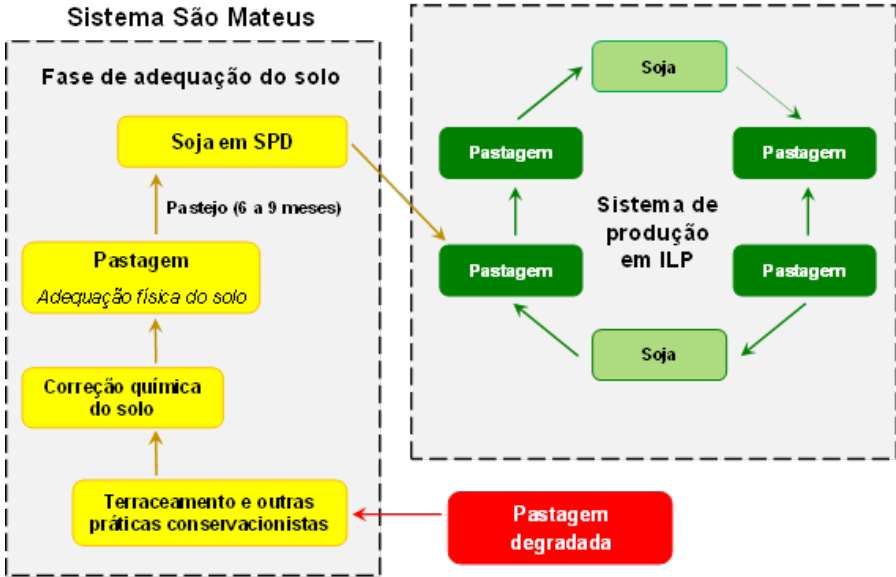 Sistema São Mateus
Fase de adequação do solo
Soja em SPD
Pastejo (6 a 9 meses)
Pastagem
Adequação física do solo
Correção química
do solo
Terraceamento e outras
práticas conservacionistas
Pastagem
degradada
Soja
Pastagem
Pastagem
Sistema de
produção
em ILP
Pastagem
Pastagem
Soja